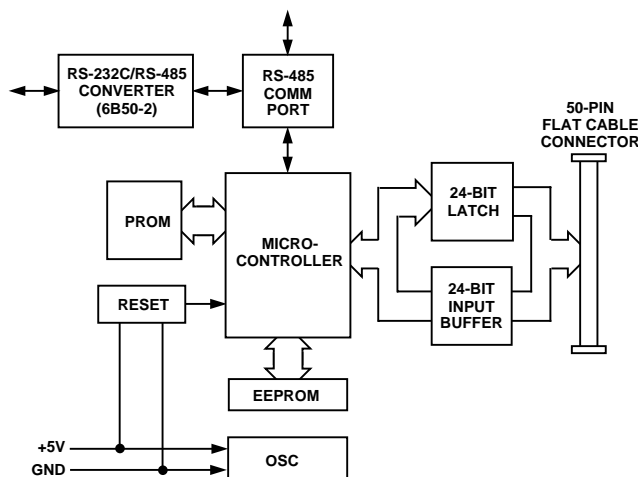 RS-232C/RS-485
CONVERTER
(6B50-2)
RS-485
COMM
PORT
50-PIN
FLAT CABLE
CONNECTOR
PROM
MICRO-
CONTROLLER
24-BIT
LATCH
24-BIT
INPUT
BUFFER
RESET
EEPROM
+5V
GND
OSC